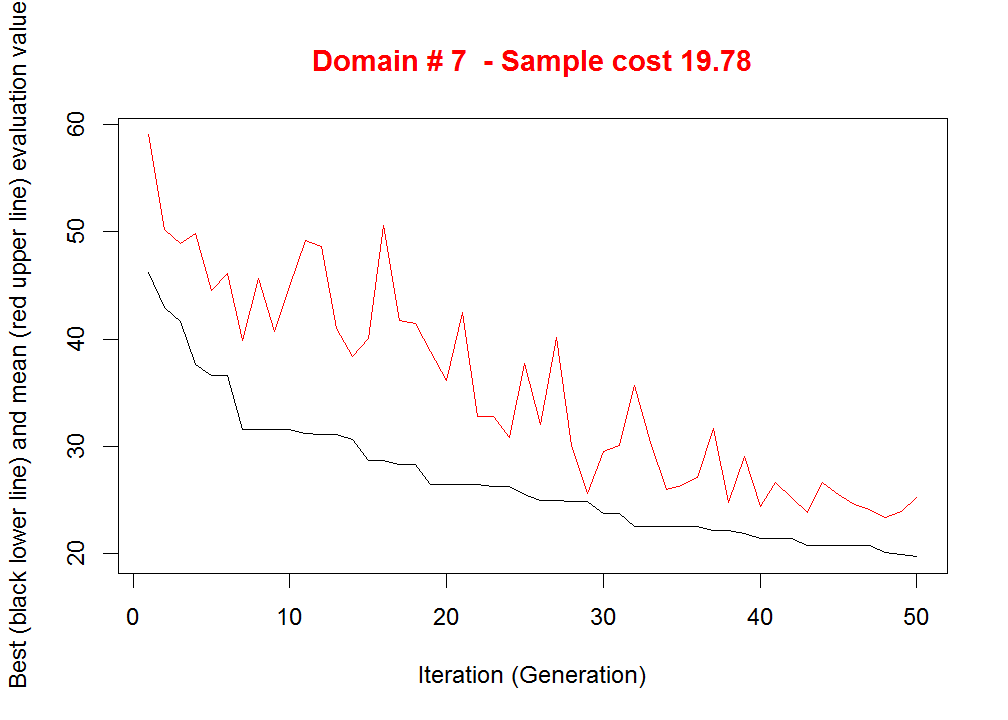 Domain # 7  - Sample cost 19.78
Best (black lower line) and mean (red upper line) evaluation value
60
50
40
30
20
0 10 20 30 40 50
Iteration (Generation)